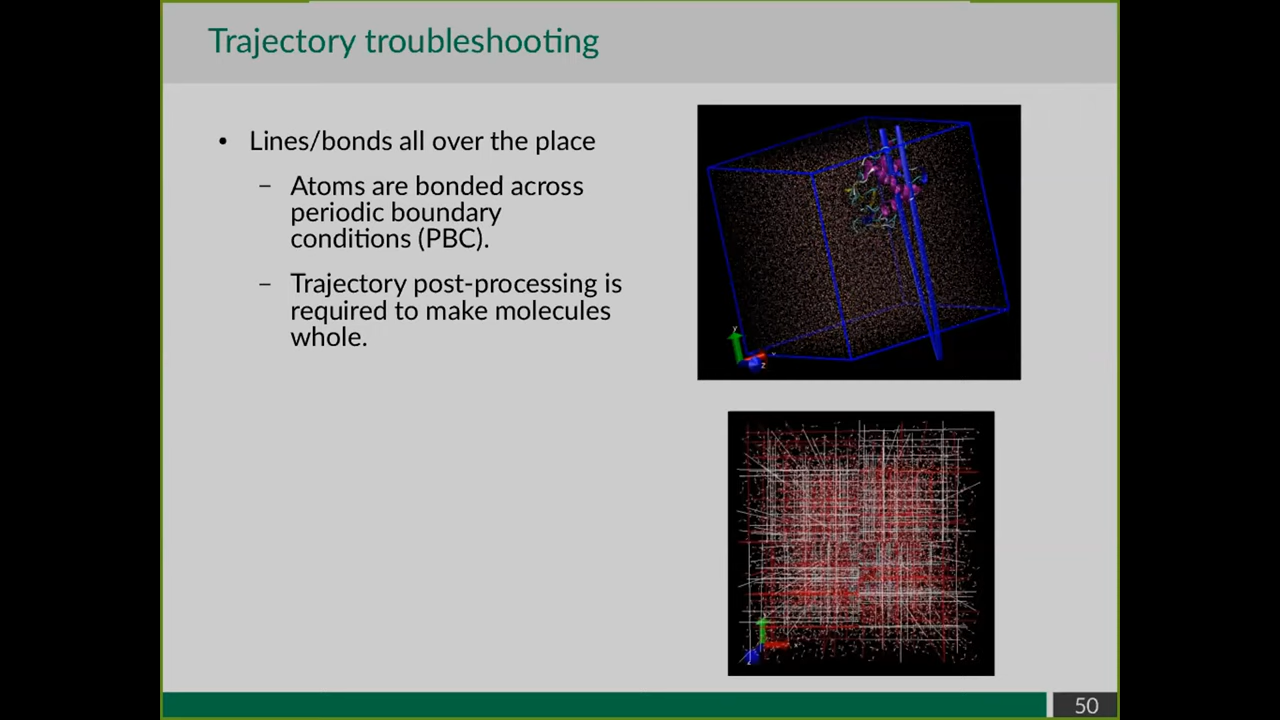 Trajectory troubleshooting
• Lines/bonds all over the place
– Atoms are bonded across
periodic boundary
conditions (PBC).
– Trajectory post-processing is
required to make molecules
whole.
y
x
z
50